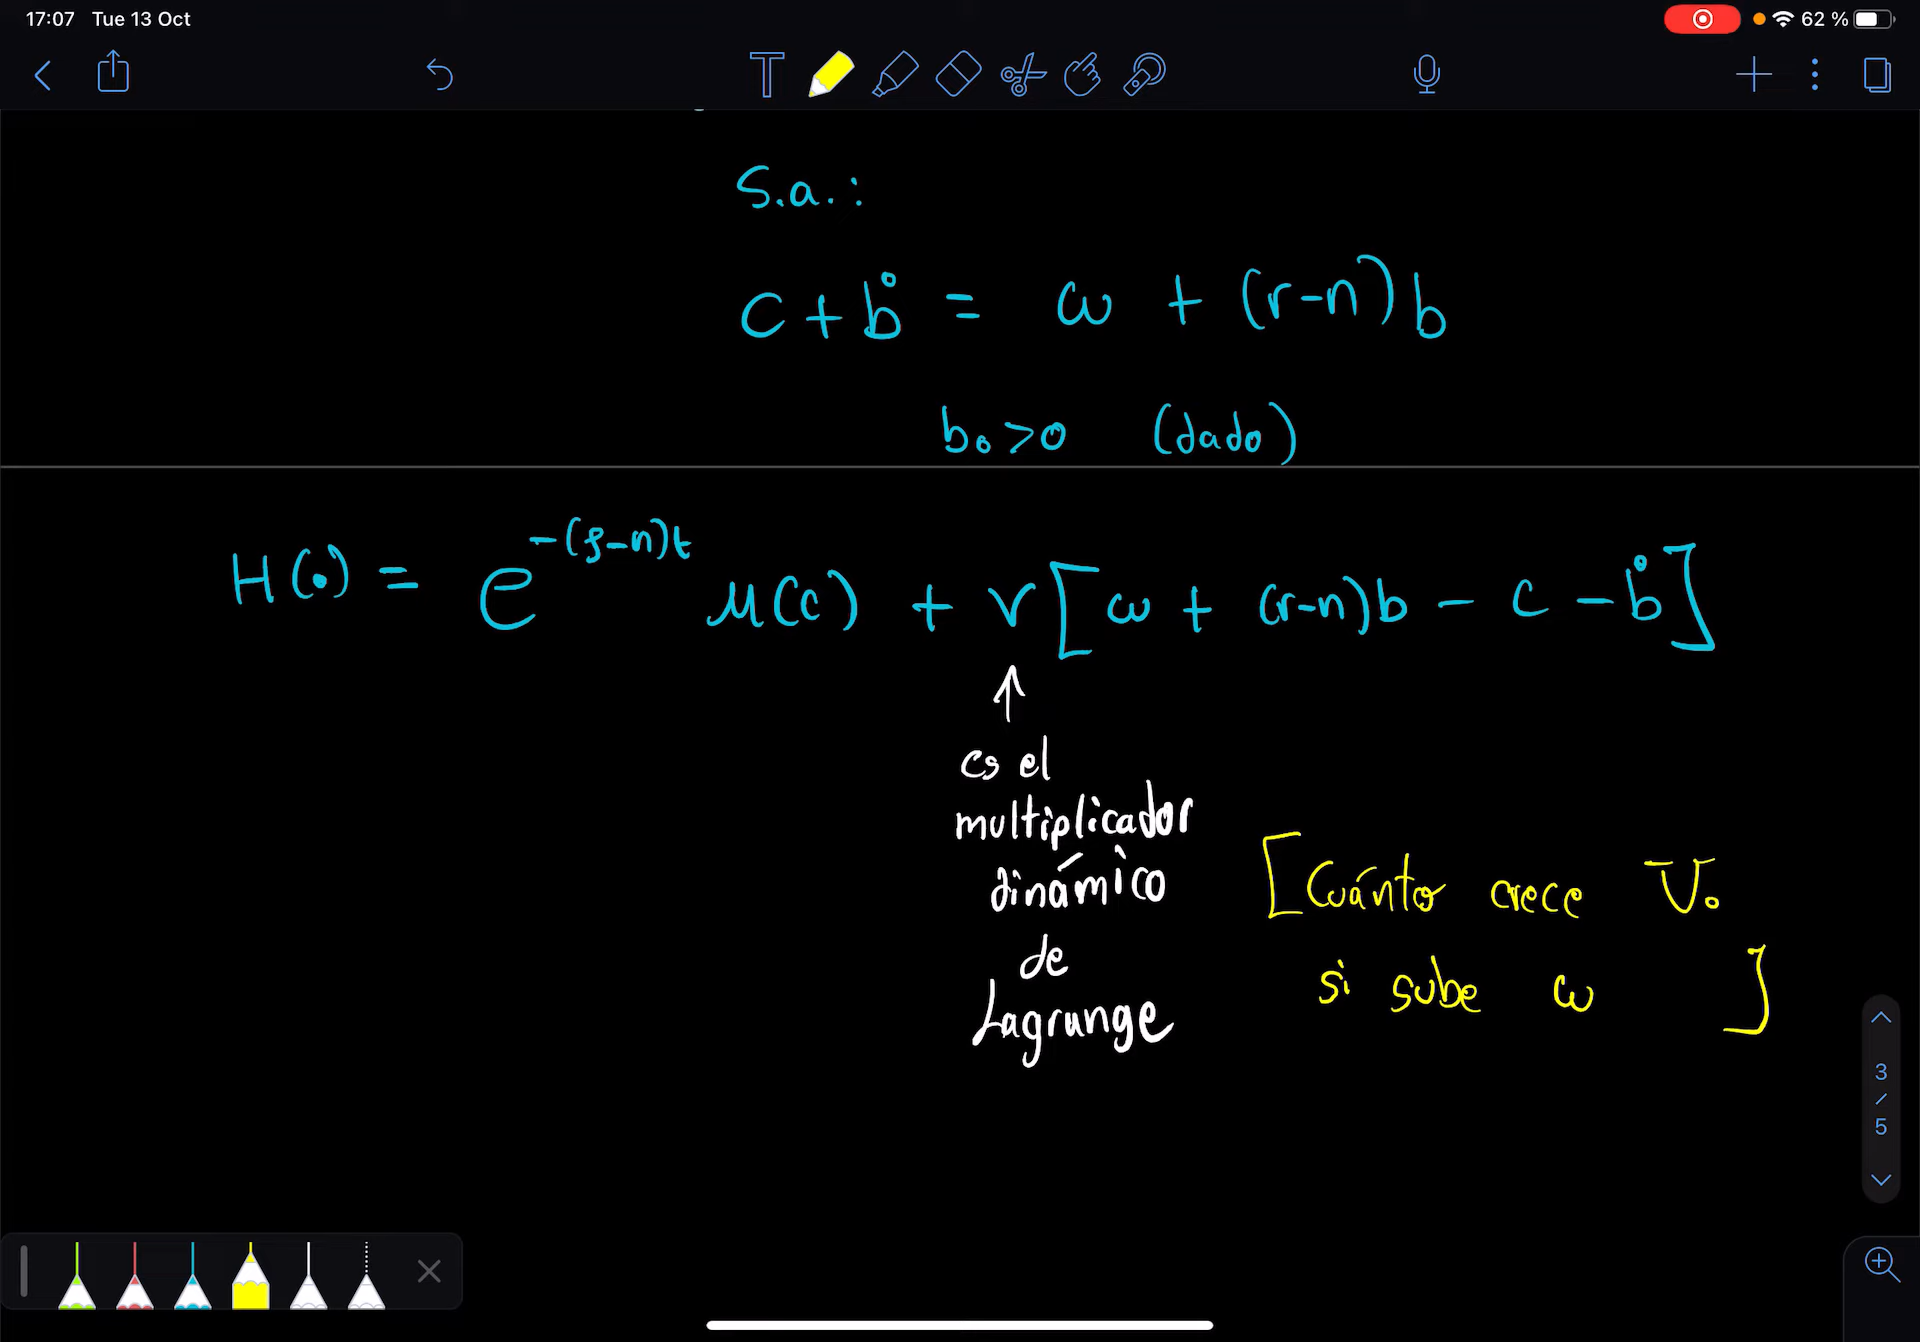 17:07 Tue 13 Oct
62 %
T
S.a.:
c + ḃ = ω + (r-n) b
b₀ > 0 (dado)
H(•) = e^{-(ρ-n)t} μ(c) + ν [ω + (r-n)b - c - ḃ]
↑
es el
multiplicador
dinámico
de
Lagrange
[Cuánto crece U₀
si sube ω ]
3
/
5